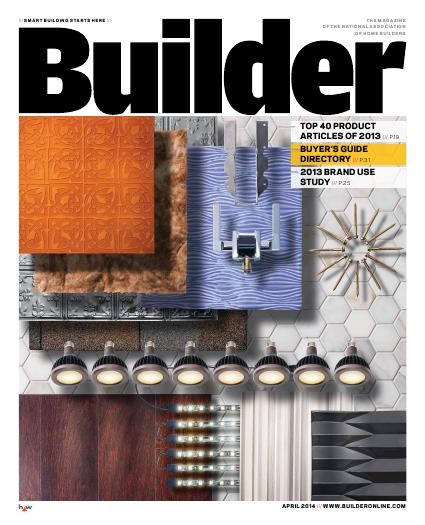 /// SMART BUILDING STARTS HERE ///
THE MAGAZINE
OF THE NATIONAL ASSOCIATION
OF HOME BUILDERS
Builder
TOP 40 PRODUCT
ARTICLES OF 2013 /// P.19
BUYER'S GUIDE
DIRECTORY /// P.31
2013 BRAND USE
STUDY /// P.25
APRIL 2014 /// WWW.BUILDERONLINE.COM